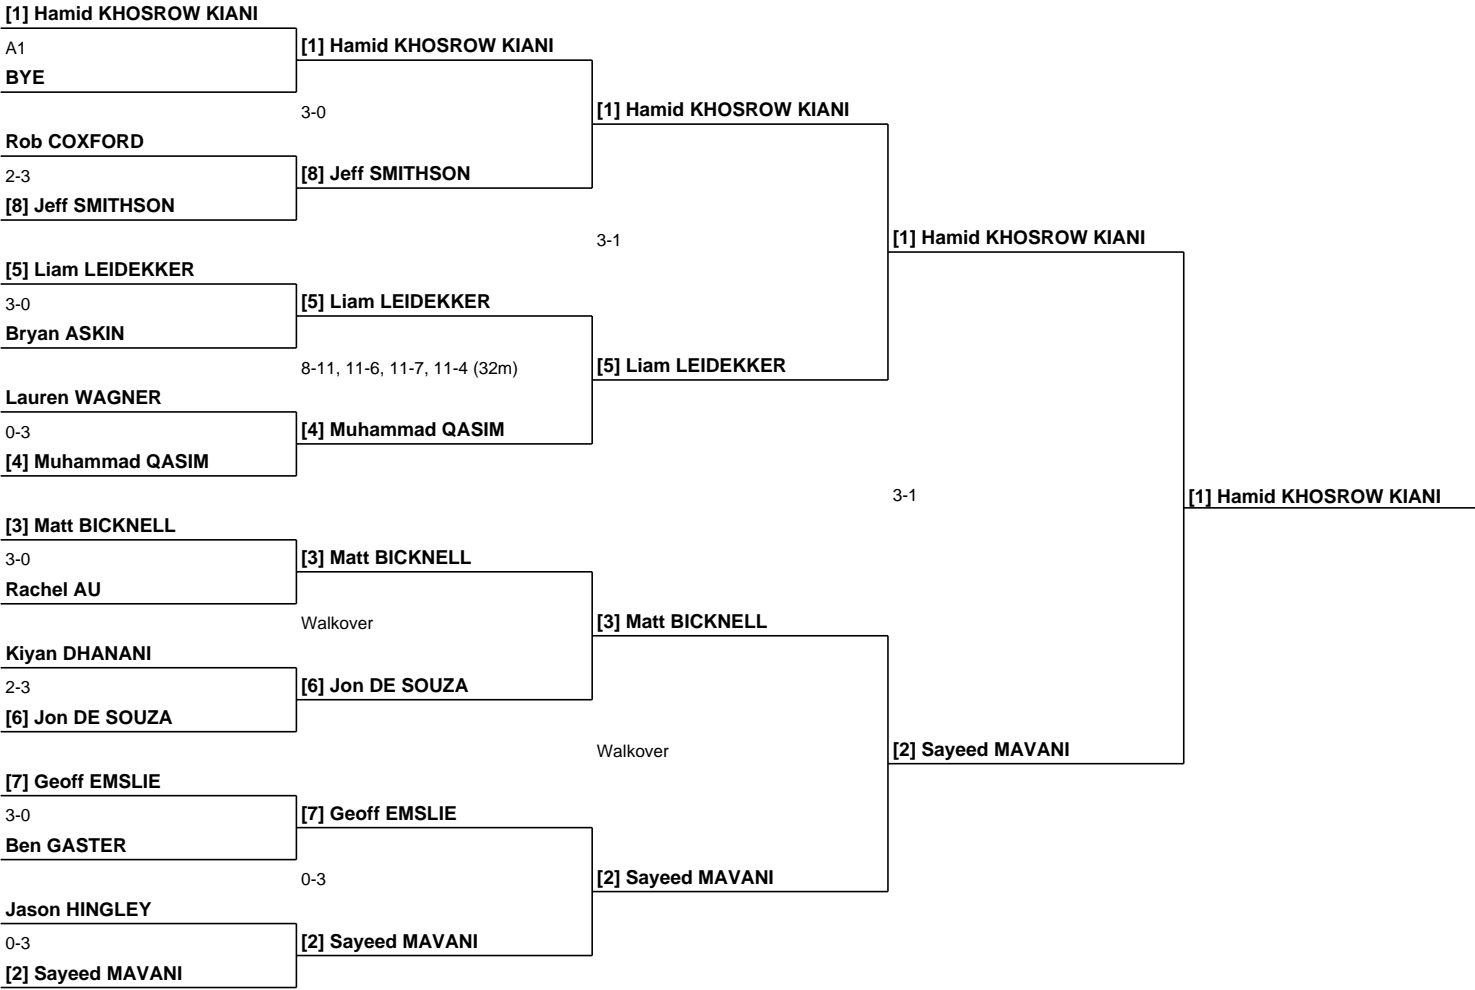 [1] Hamid KHOSROW KIANI
A1
BYE
Rob COXFORD
2-3
[8] Jeff SMITHSON
[5] Liam LEIDEKKER
3-0
Bryan ASKIN
Lauren WAGNER
0-3
[4] Muhammad QASIM
[3] Matt BICKNELL
3-0
Rachel AU
Kiyan DHANANI
2-3
[6] Jon DE SOUZA
[7] Geoff EMSLIE
3-0
Ben GASTER
Jason HINGLEY
0-3
[2] Sayeed MAVANI
[1] Hamid KHOSROW KIANI
3-0
[8] Jeff SMITHSON
[5] Liam LEIDEKKER
8-11, 11-6, 11-7, 11-4 (32m)
[4] Muhammad QASIM
[3] Matt BICKNELL
Walkover
[6] Jon DE SOUZA
[7] Geoff EMSLIE
0-3
[2] Sayeed MAVANI
[1] Hamid KHOSROW KIANI
3-1
[5] Liam LEIDEKKER
[3] Matt BICKNELL
Walkover
[2] Sayeed MAVANI
[1] Hamid KHOSROW KIANI
3-1
[2] Sayeed MAVANI
[1] Hamid KHOSROW KIANI